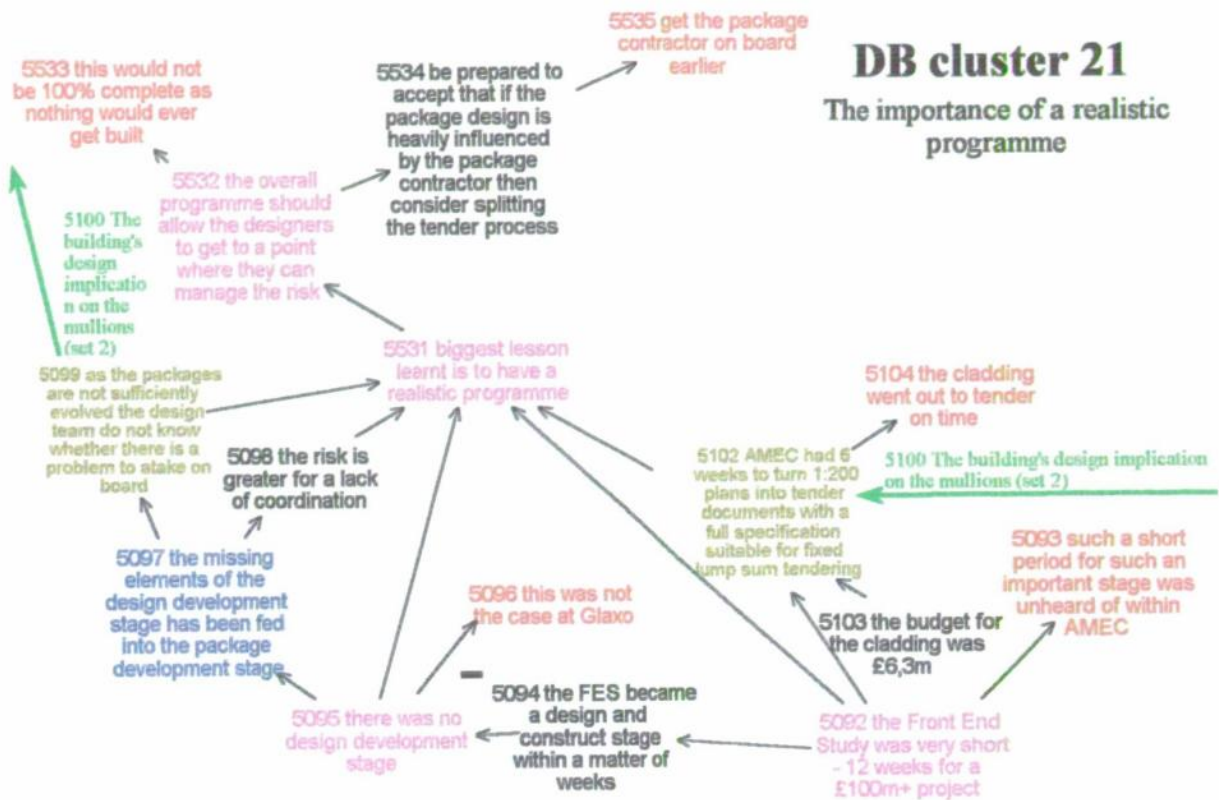 DB cluster 21
The importance of a realistic
programme
5535 get the package
contractor on board
earlier
5533 this would not
be 100% complete as
nothing would ever
get built
5534 be prepared to
accept that if the
package design is
heavily influenced
by the package
contractor then
consider splitting
the tender process
5532 the overall
programme should
allow the designers
to get to a point
where they can
manage the risk
5100 The
building's
design
implicatio
n on the
mullions
(set 2)
5531 biggest lesson
learnt is to have a
realistic programme
5099 as the packages
are not sufficiently
evolved the design
team do not know
whether there is a
problem to atake on
board
5098 the risk is
greater for a lack
of coordination
5104 the cladding
went out to tender
on time
5102 AMEC had 6
weeks to turn 1:200
plans into tender
documents with a
full specification
suitable for fixed
lump sum tendering
5100 The building's design implication
on the mullions (set 2)
5097 the missing
elements of the
design development
stage has been fed
into the package
development stage
5096 this was not
the case at Glaxo
5093 such a short
period for such an
important stage was
unheard of within
AMEC
5103 the budget for
the cladding was
£6,3m
5095 there was no
design development
stage
5094 the FES became
a design and
construct stage
within a matter of
weeks
5092 the Front End
Study was very short
- 12 weeks for a
£100m+ project